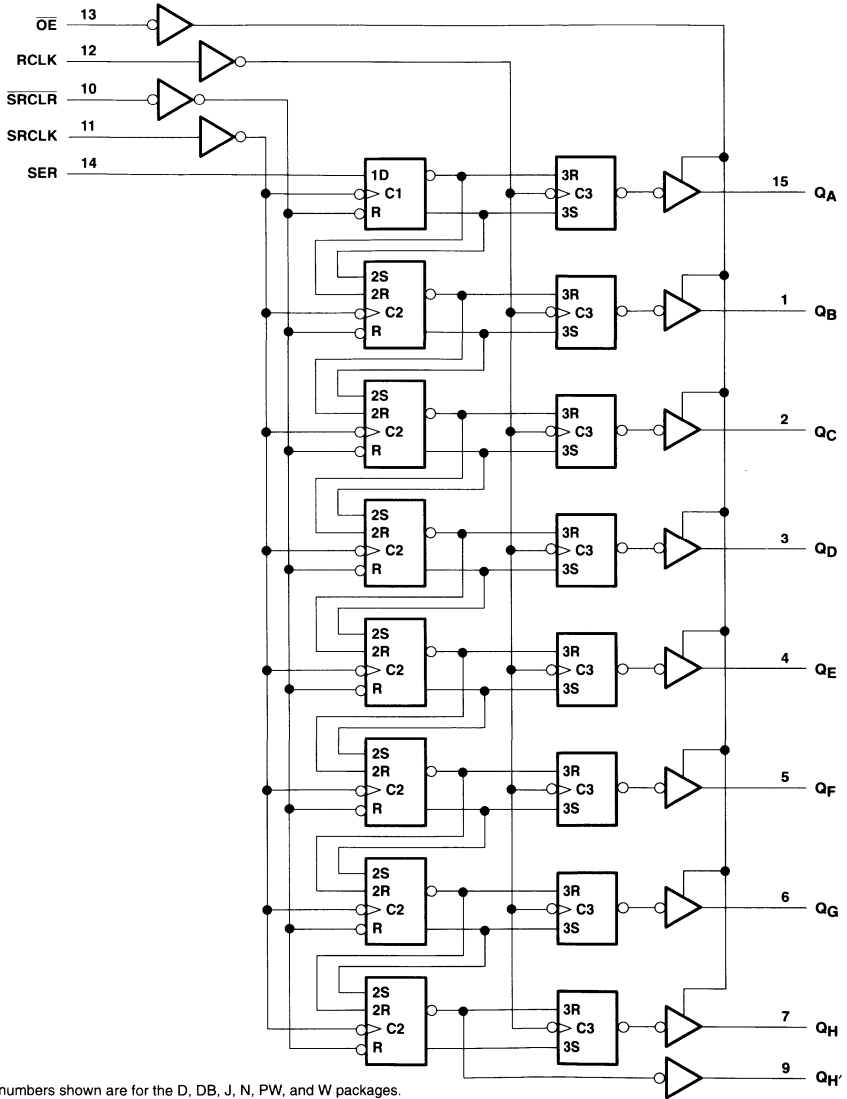 OE 13
RCLK 12
SRCLR 10
SRCLK 11
SER 14
1D
C1
R
3R
C3
3S
15 QA
2S
2R
C2
R
3R
C3
3S
1 QB
2S
2R
C2
R
3R
C3
3S
2 QC
2S
2R
C2
R
3R
C3
3S
3 QD
2S
2R
C2
R
3R
C3
3S
4 QE
2S
2R
C2
R
3R
C3
3S
5 QF
2S
2R
C2
R
3R
C3
3S
6 QG
2S
2R
C2
R
3R
C3
3S
7 QH
9 QH'
numbers shown are for the D, DB, J, N, PW, and W packages.